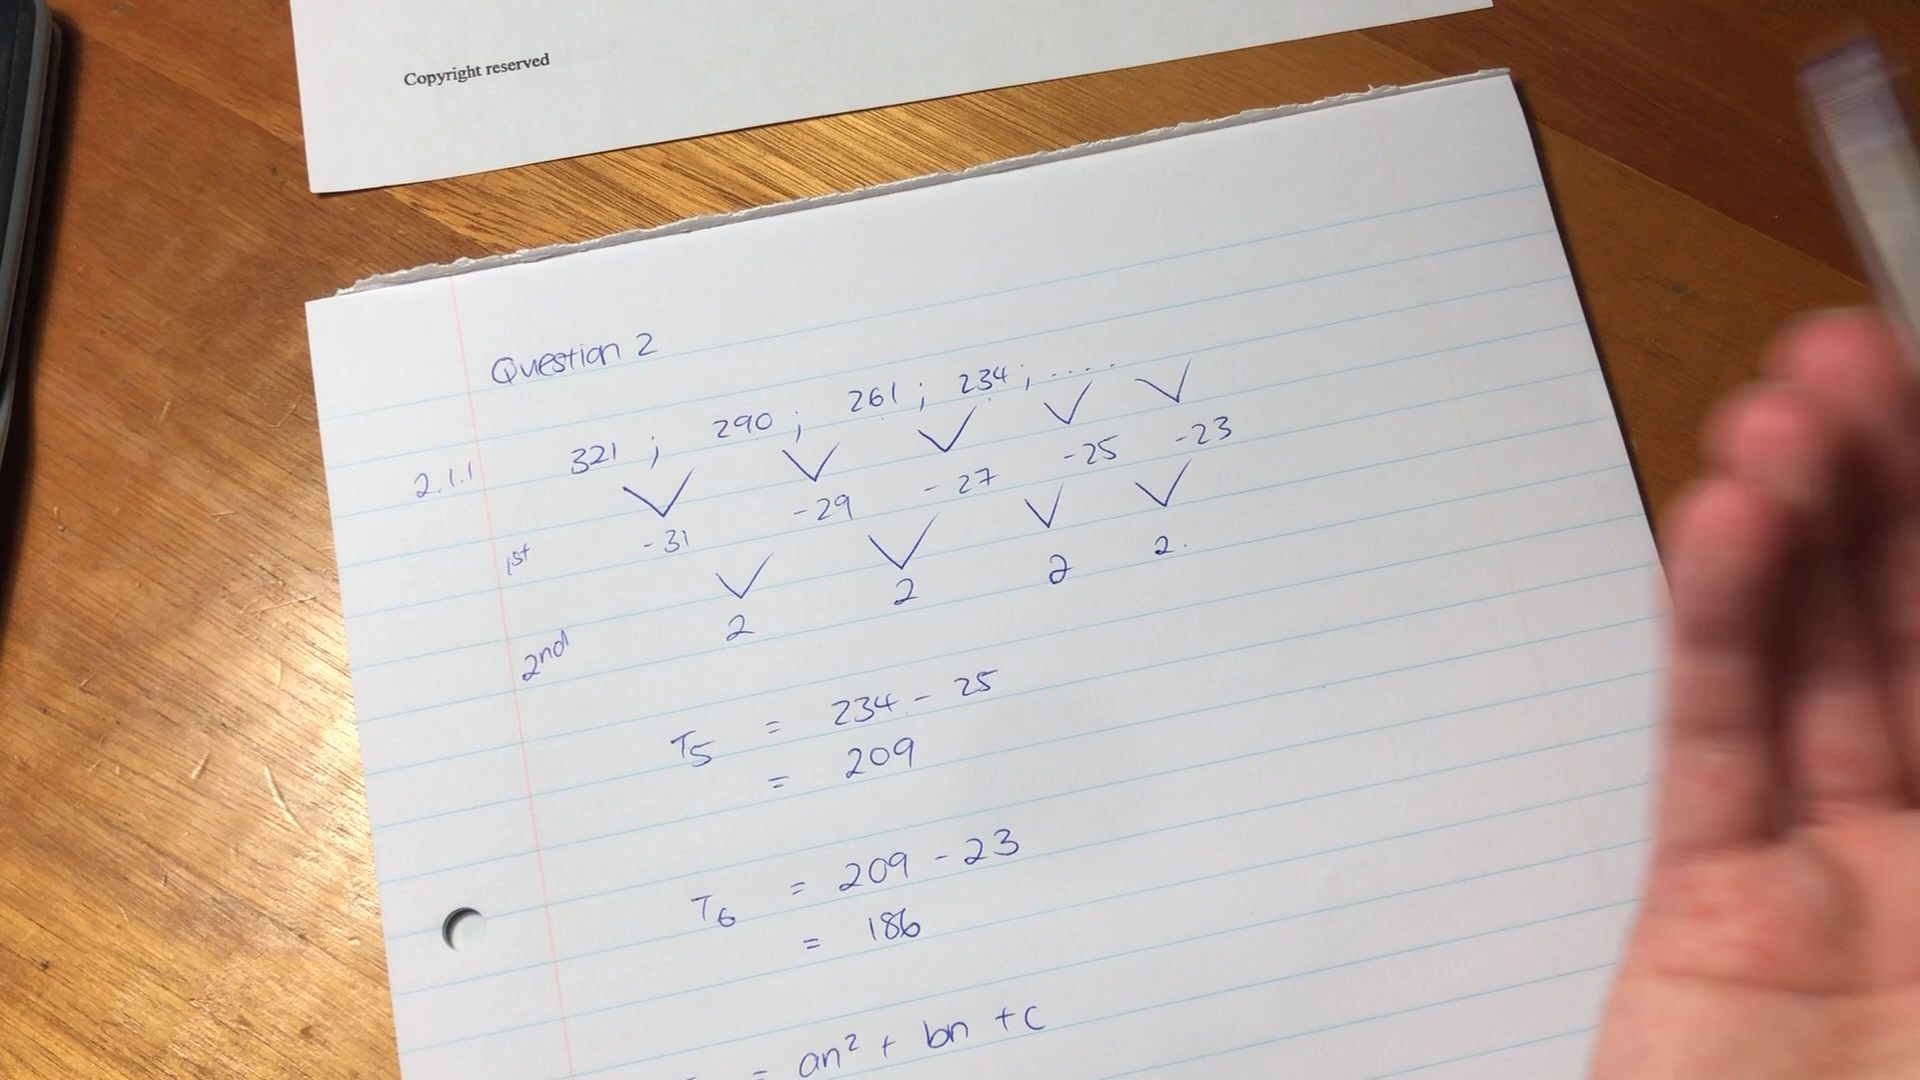 Copyright reserved
Question 2
2.1.1 321 ; 290 ; 261 ; 234 ; .....
1st -31 -29 -27 -25 -23
2nd 2 2 2 2.
T5 = 234 - 25
= 209
T6 = 209 - 23
= 186
= an² + bn + c